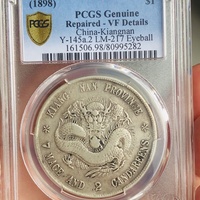 (1898) $1
PCGS Genuine
Repaired - VF Details
China-Kiangnan
Y-145a.2 LM-217 Eyeball
161506.98/80995282
PCGS
KIANG NAN PROVINCE
7 MACE AND 2 CANDAREENS